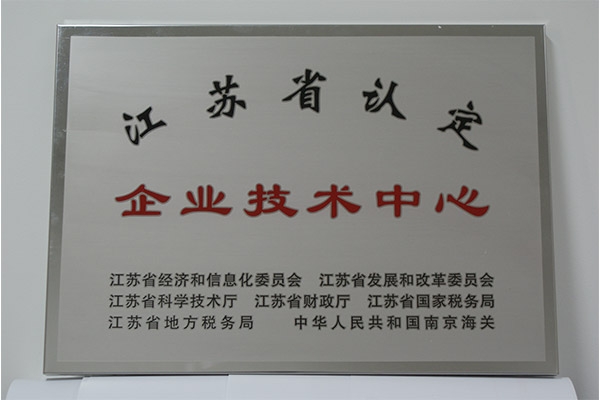 江苏省认定
企业技术中心
江苏省经济和信息化委员会 江苏省发展和改革委员会
江苏省科学技术厅 江苏省财政厅 江苏省国家税务局
江苏省地方税务局 中华人民共和国南京海关